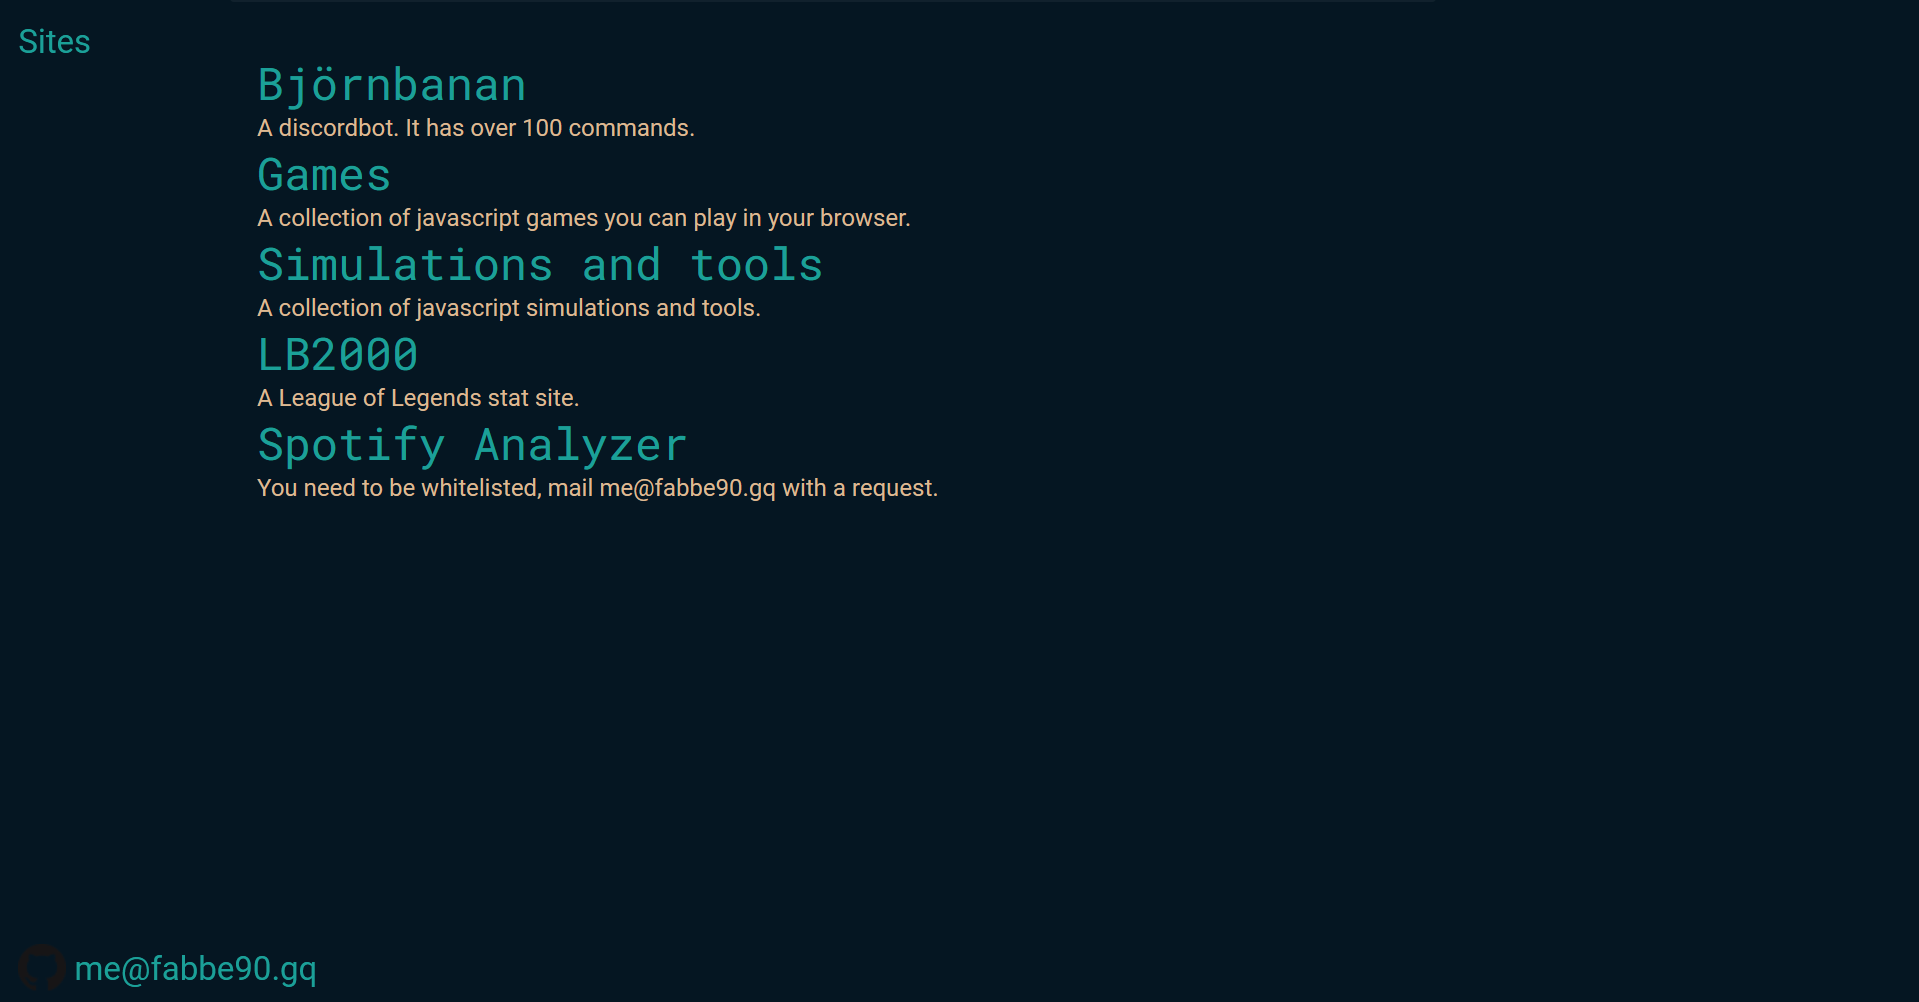 Sites
Björnbanan
A discordbot. It has over 100 commands.
Games
A collection of javascript games you can play in your browser.
Simulations and tools
A collection of javascript simulations and tools.
LB2000
A League of Legends stat site.
Spotify Analyzer
You need to be whitelisted, mail me@fabbe90.gq with a request.
me@fabbe90.gq